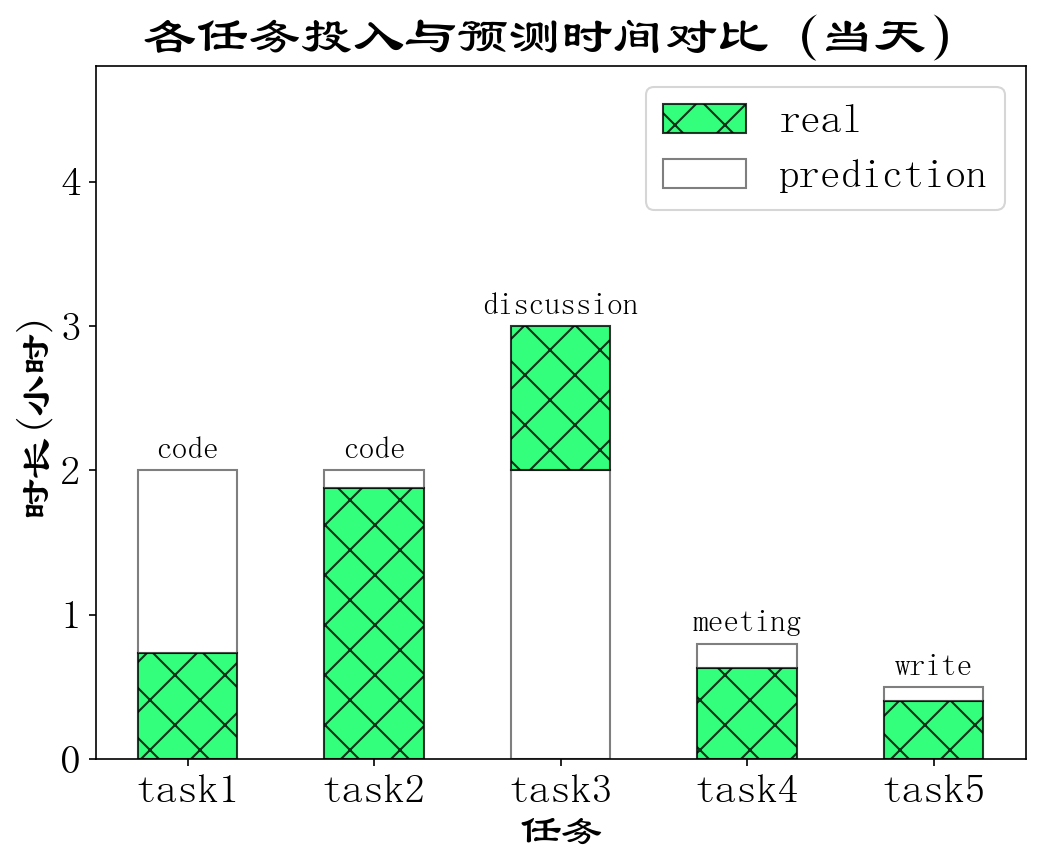 各任务投入与预测时间对比 (当天)
real
prediction
时长(小时)
4
3
2
1
0
discussion
code
code
meeting
write
task1
task2
task3
task4
task5
任务